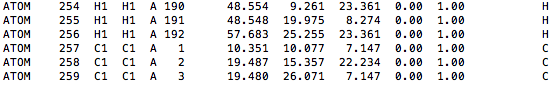 ATOM    254  H1  H1  A 190      48.554   9.261  23.361  0.00  1.00           H
ATOM    255  H1  H1  A 191      48.548  19.975   8.274  0.00  1.00           H
ATOM    256  H1  H1  A 192      57.683  25.255  23.361  0.00  1.00           H
ATOM    257  C1  C1  A   1      10.351  10.077   7.147  0.00  1.00           C
ATOM    258  C1  C1  A   2      19.487  15.357  22.234  0.00  1.00           C
ATOM    259  C1  C1  A   3      19.480  26.071   7.147  0.00  1.00           C